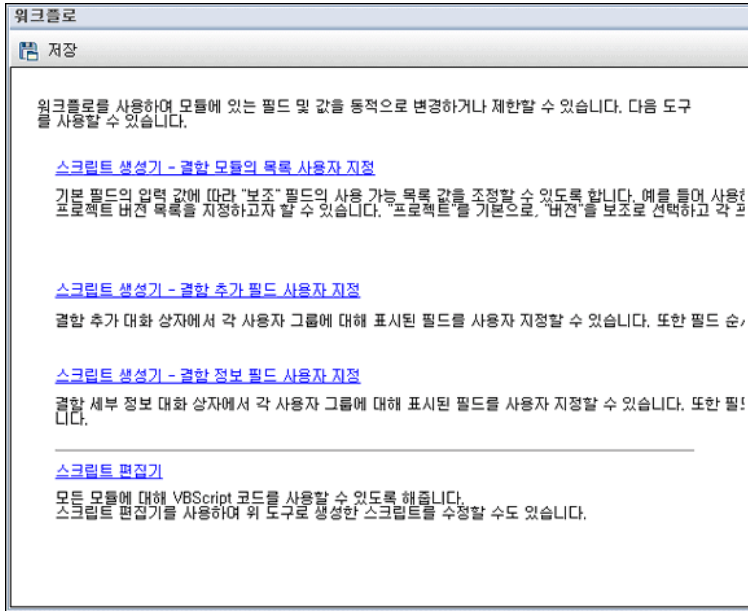 워크플로
저장
워크플로를 사용하여 모듈에 있는 필드 및 값을 동적으로 변경하거나 제한할 수 있습니다. 다음 도구
를 사용할 수 있습니다.
스크립트 생성기 - 결함 모듈의 목록 사용자 지정
기본 필드의 입력 값에 따라 "보조" 필드의 사용 가능 목록 값을 조정할 수 있도록 합니다. 예를 들어 
프로젝트 버전 목록을 지정하고자 할 수 있습니다. "프로젝트"를 기본으로, "버전"을 보조로 선택하고 각
스크립트 생성기 - 결함 추가 필드 사용자 지정
결함 추가 대화 상자에서 각 사용자 그룹에 대해 표시된 필드를 사용자 지정할 수 있습니다. 또한 필드
스크립트 생성기 - 결함 정보 필드 사용자 지정
결함 세부 정보 대화 상자에서 각 사용자 그룹에 대해 표시된 필드를 사용자 지정할 수 있습니다. 또한
니다.
스크립트 편집기
모든 모듈에 대해 VBScript 코드를 사용할 수 있도록 해줍니다.
스크립트 편집기를 사용하여 위 도구로 생성한 스크립트를 수정할 수도 있습니다.